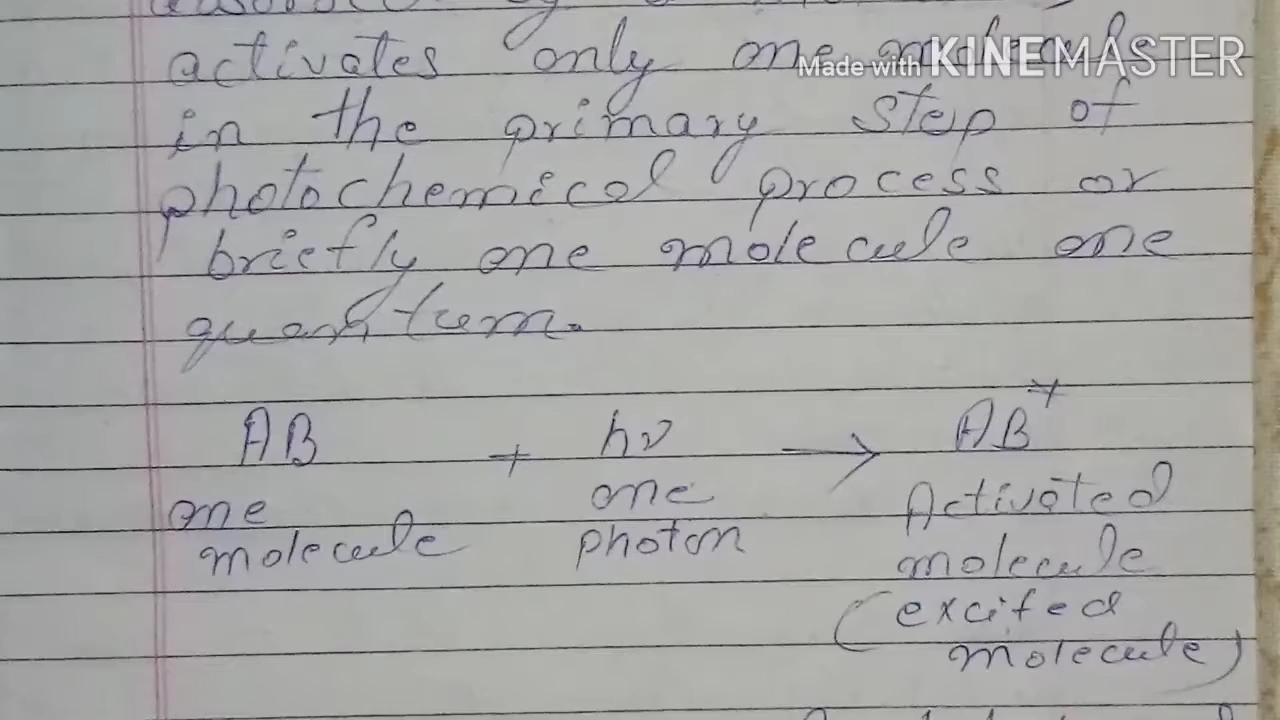 activates only one molecule
Made with KINEMASTER
in the primary step of
photochemical process or
briefly one molecule one
quantum.
AB + hν → AB*
one molecule
one photon
Activated molecule
(excited molecule)